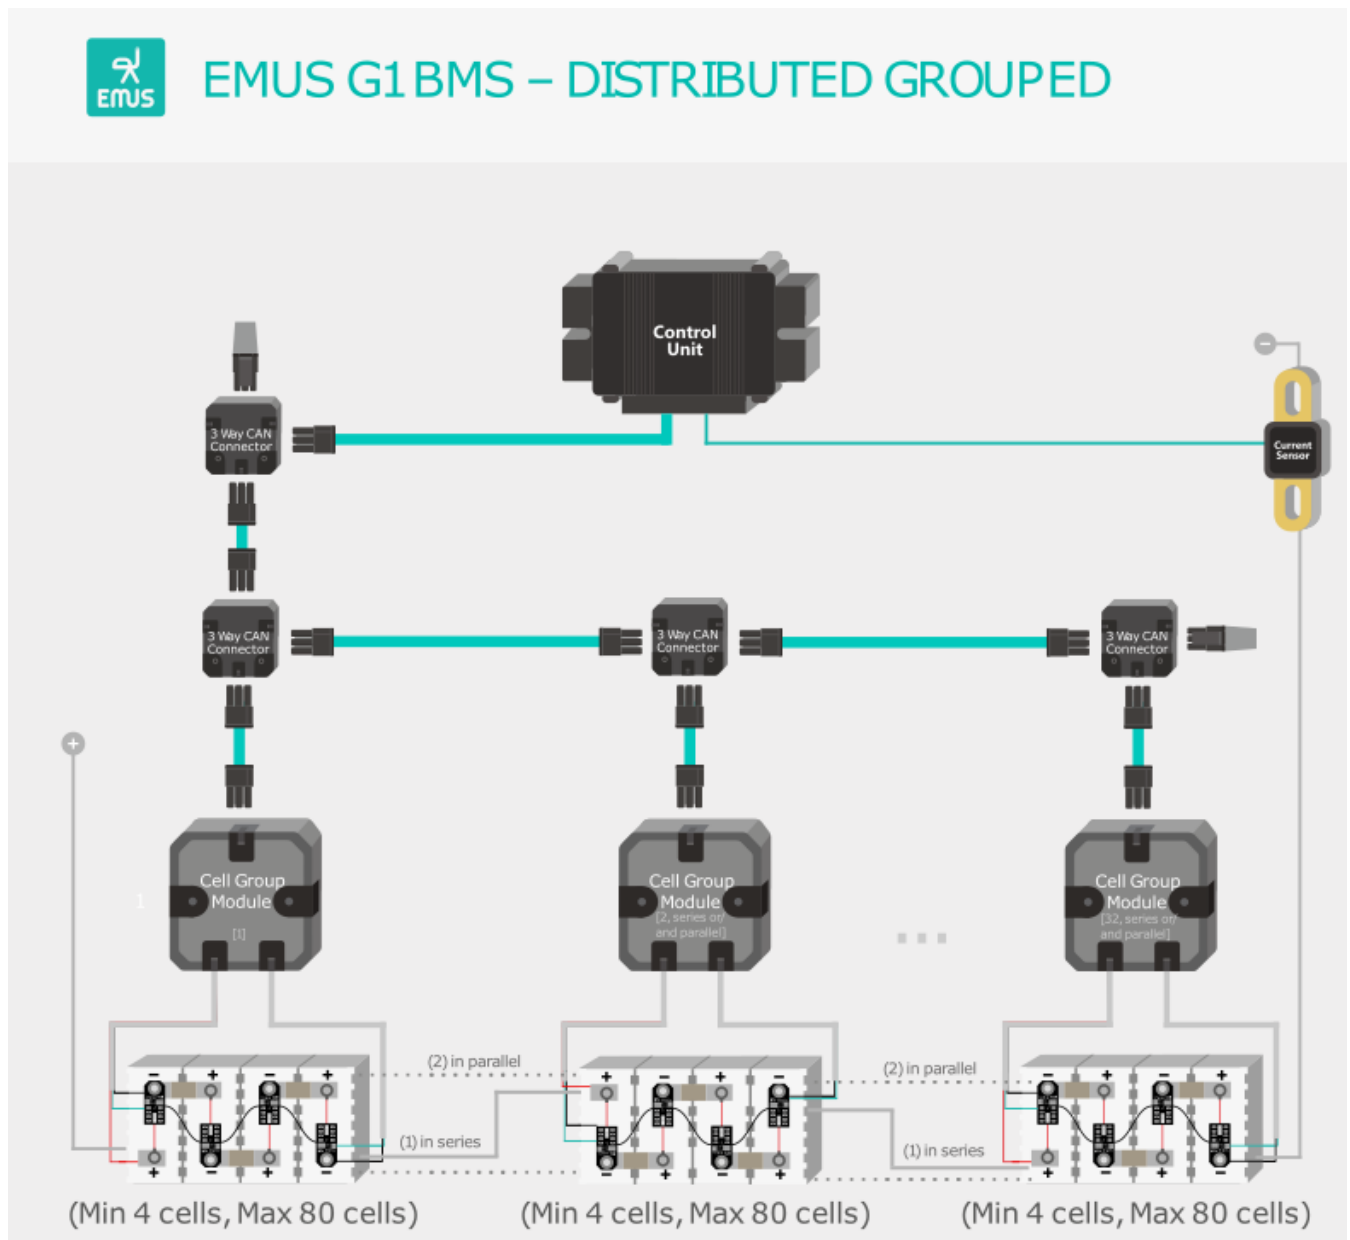 EMUS
EMUS G1 BMS – DISTRIBUTED GROUPED
Control
Unit
3 Way CAN
Connector
Current
Sensor
3 Way CAN
Connector
3 Way CAN
Connector
3 Way CAN
Connector
1
Cell Group
Module
[1]
Cell Group
Module
[2, series or/
and parallel]
...
Cell Group
Module
[32, series or/
and parallel]
(2) in parallel
(1) in series
(2) in parallel
(1) in series
(Min 4 cells, Max 80 cells)
(Min 4 cells, Max 80 cells)
(Min 4 cells, Max 80 cells)